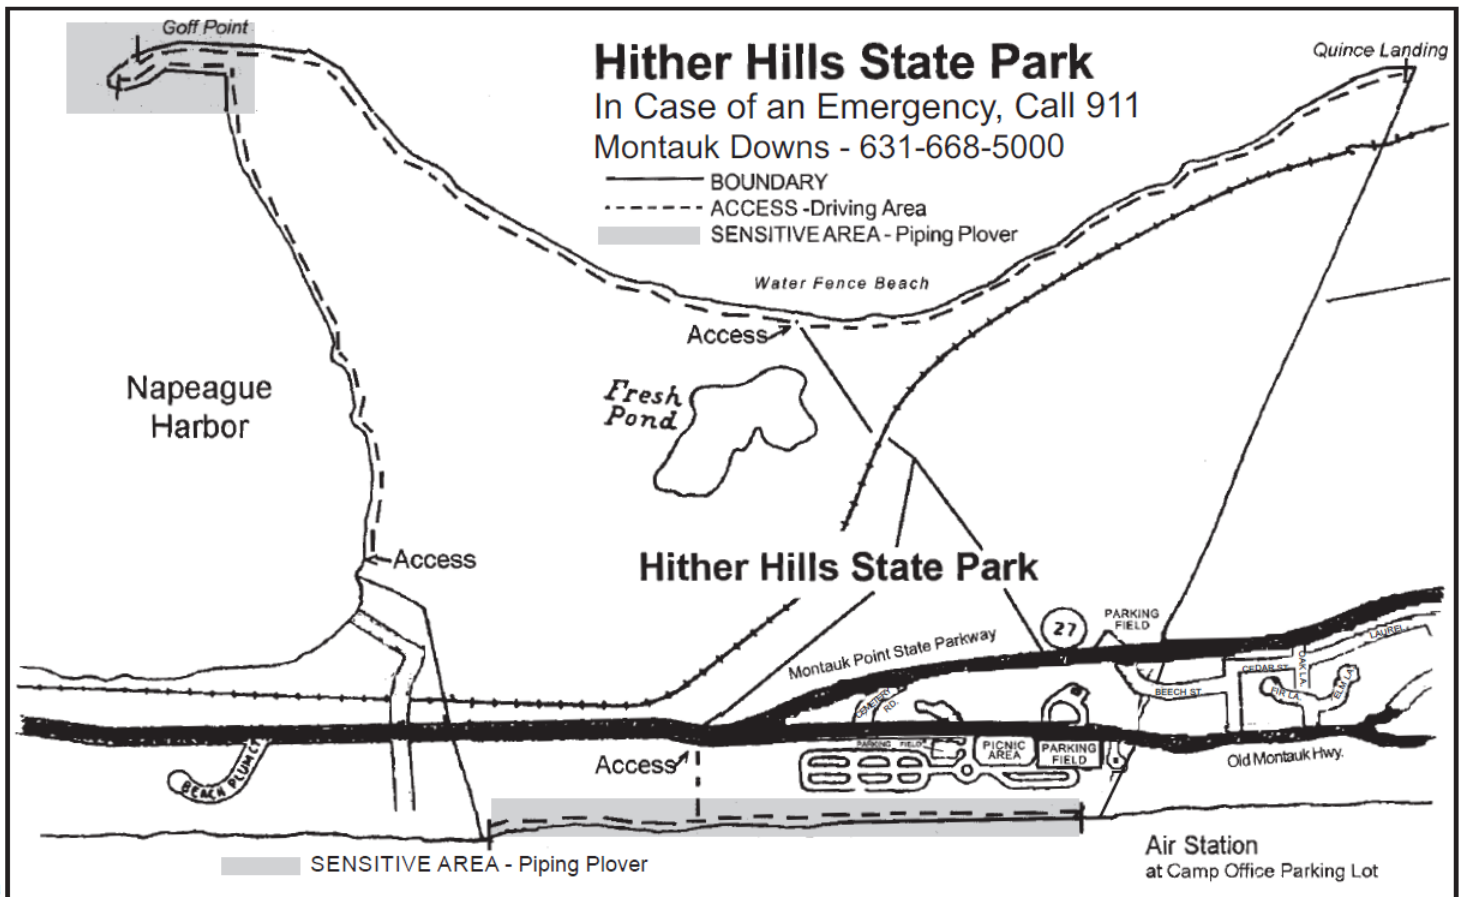 Goff Point
Hither Hills State Park
In Case of an Emergency, Call 911
Montauk Downs - 631-668-5000
BOUNDARY
ACCESS -Driving Area
SENSITIVE AREA - Piping Plover
Quince Landing
Water Fence Beach
Access
Napeague
Harbor
Fresh
Pond
Access
Hither Hills State Park
27
PARKING
FIELD
Montauk Point State Parkway
LAUREL
OAK LA.
CEDAR ST.
BEECH ST.
FIR LA.
ELM LA.
CEMETERY
RD.
PARKING FIELD
PICNIC
AREA
PARKING
FIELD
Old Montauk Hwy.
Access
BEACH PLUM CT
SENSITIVE AREA - Piping Plover
Air Station
at Camp Office Parking Lot